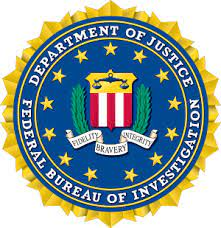 DEPARTMENT OF JUSTICE
FIDELITY
BRAVERY
INTEGRITY
FEDERAL BUREAU OF INVESTIGATION